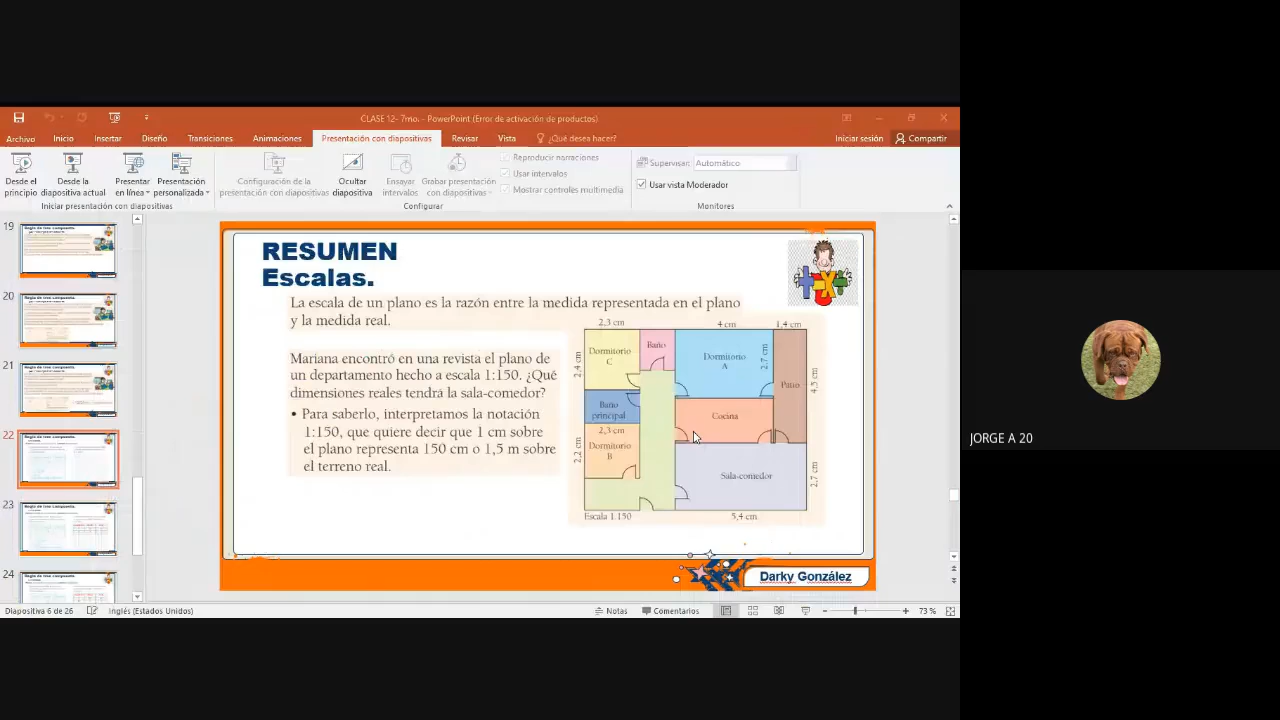 CLASE 12- 7mo. - PowerPoint (Error de activación de productos)
Archivo Inicio Insertar Diseño Transiciones Animaciones Presentación con diapositivas Revisar Vista ¿Qué desea hacer? Iniciar sesión Compartir
Desde el principio
Desde la diapositiva actual
Presentar en línea
Presentación personalizada
Configuración de la presentación con diapositivas
Ocultar diapositiva
Ensayar intervalos
Grabar presentación con diapositivas
Reproducir narraciones
Usar intervalos
Mostrar controles multimedia
Supervisar: Automático
Usar vista Moderador
Iniciar presentación con diapositivas
Configurar
Monitores
19
20
21
22
23
24
RESUMEN
Escalas.
La escala de un plano es la razón entre la medida representada en el plano
y la medida real.
Mariana encontró en una revista el plano de
un departamento hecho a escala 1:150. ¿Qué
dimensiones reales tendrá la sala-comedor?
• Para saberlo, interpretamos la notación
1:150, que quiere decir que 1 cm sobre
el plano representa 150 cm o 1,5 m sobre
el terreno real.
2,3 cm
4 cm
1,4 cm
Dormitorio
C
Baño
Dormitorio
A
Patio
2,4 cm
2,7 cm
4,5 cm
Baño
principal
Cocina
2,3 cm
Dormitorio
B
2,2 cm
Sala-comedor
2,7 cm
Escala 1:150
5,4 cm
Darky González
JORGE A 20
Diapositiva 6 de 26 Inglés (Estados Unidos) Notas Comentarios 73 %